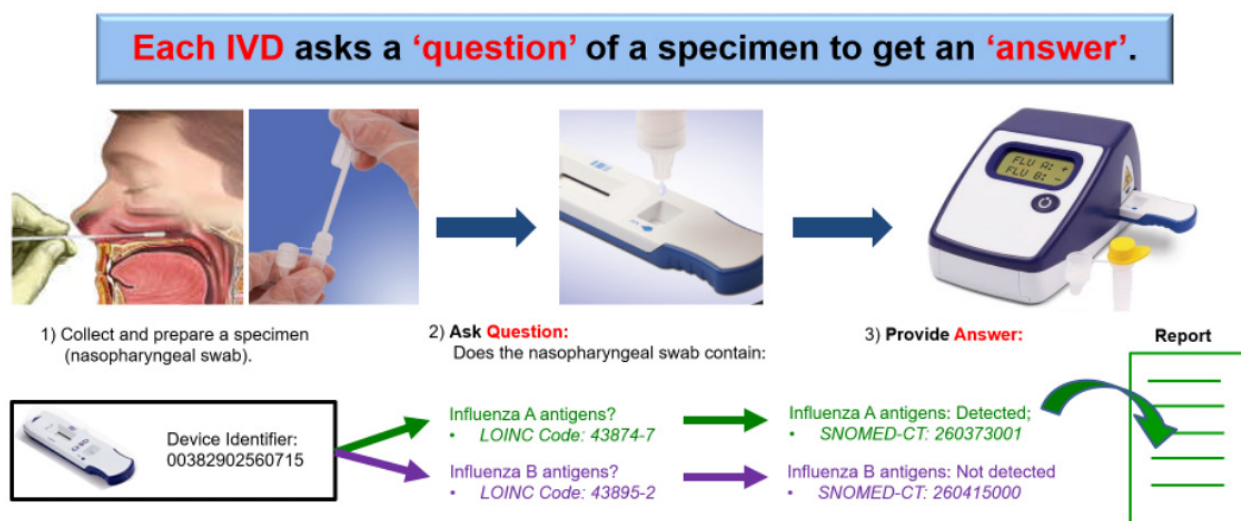 Each IVD asks a ‘question’ of a specimen to get an ‘answer’.
FLU A: +
FLU B: -
1) Collect and prepare a specimen
(nasopharyngeal swab).
2) Ask Question:
Does the nasopharyngeal swab contain:
3) Provide Answer:
Report
Device Identifier:
00382902560715
Influenza A antigens?
• LOINC Code: 43874-7
Influenza B antigens?
• LOINC Code: 43895-2
Influenza A antigens: Detected;
• SNOMED-CT: 260373001
Influenza B antigens: Not detected
• SNOMED-CT: 260415000